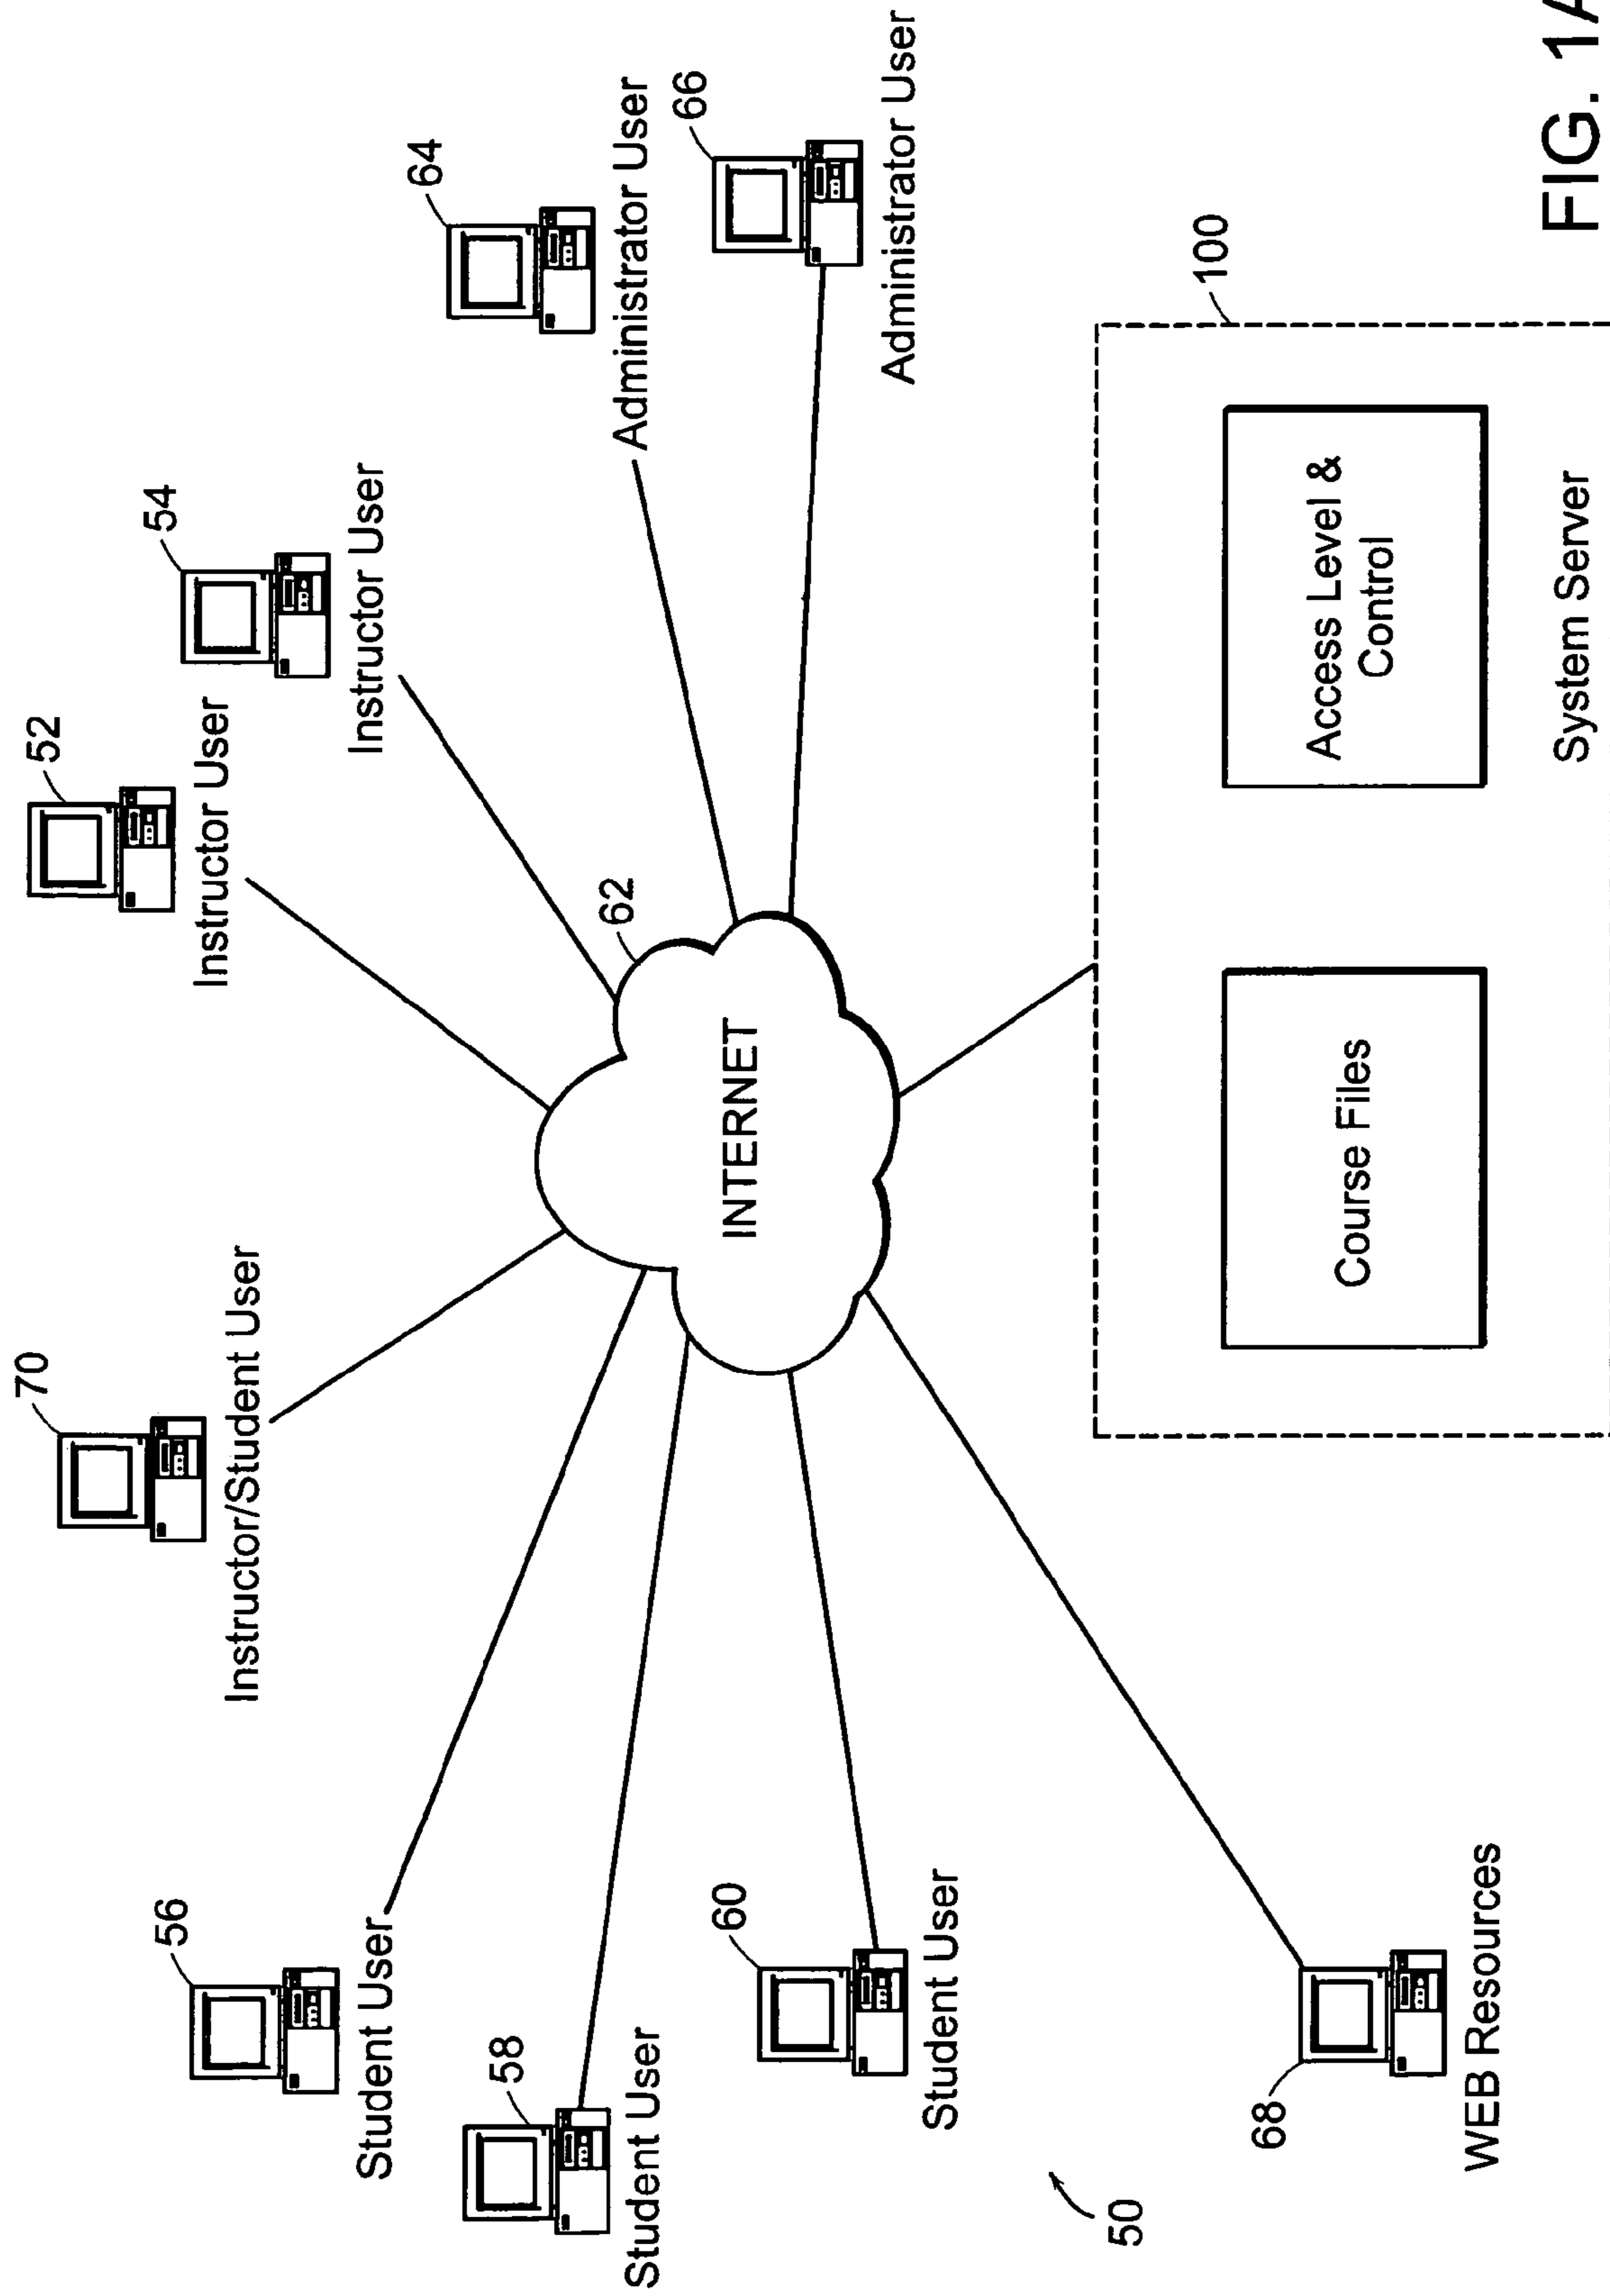 70
Instructor/Student User
52
Instructor User
54
Instructor User
56
Student User
58
Student User
60
Student User
62
INTERNET
64
Administrator User
66
Administrator User
50
68
WEB Resources
100
Course Files
Access Level &
Control
System Server
FIG. 1A